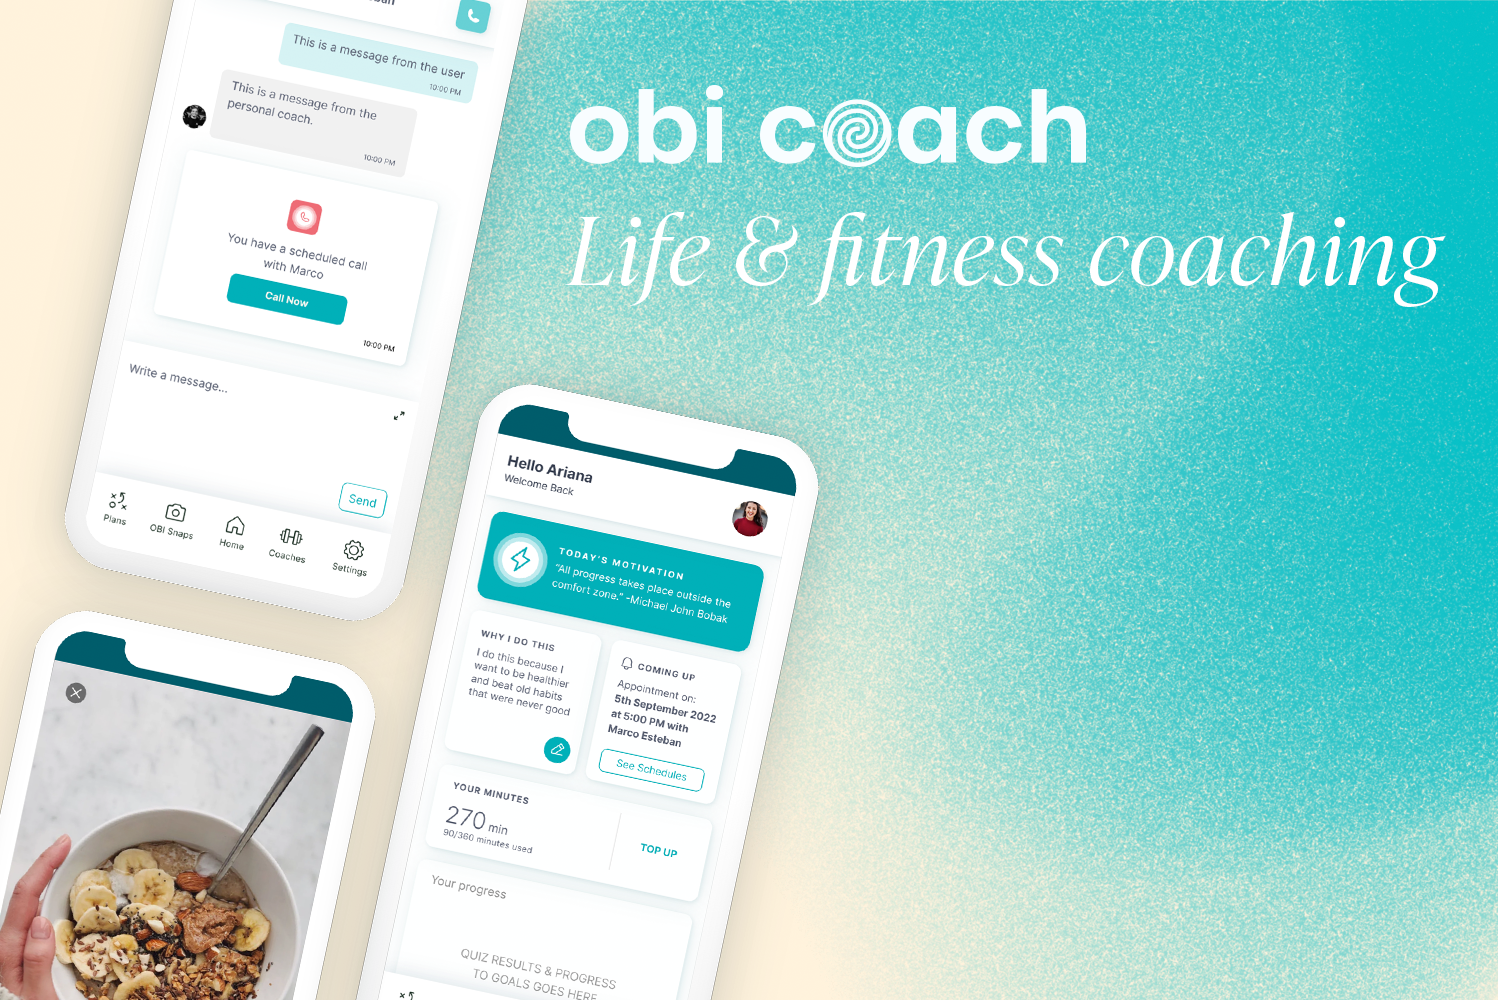 obi coach
Life & fitness coaching
This is a message from the user
10:00 PM
This is a message from the
personal coach.
10:00 PM
You have a scheduled call
with Marco
Call Now
10:00 PM
Write a message...
Send
Plans
OBI Snaps
Home
Coaches
Settings
Hello Ariana
Welcome Back
TODAY'S MOTIVATION
"All progress takes place outside the
comfort zone." -Michael John Bobak
WHY I DO THIS
I do this because I
want to be healthier
and beat old habits
that were never good
COMING UP
Appointment on:
5th September 2022
at 5:00 PM with
Marco Esteban
See Schedules
YOUR MINUTES
270 min
90/360 minutes used
TOP UP
Your progress
QUIZ RESULTS & PROGRESS
TO GOALS GOES HERE